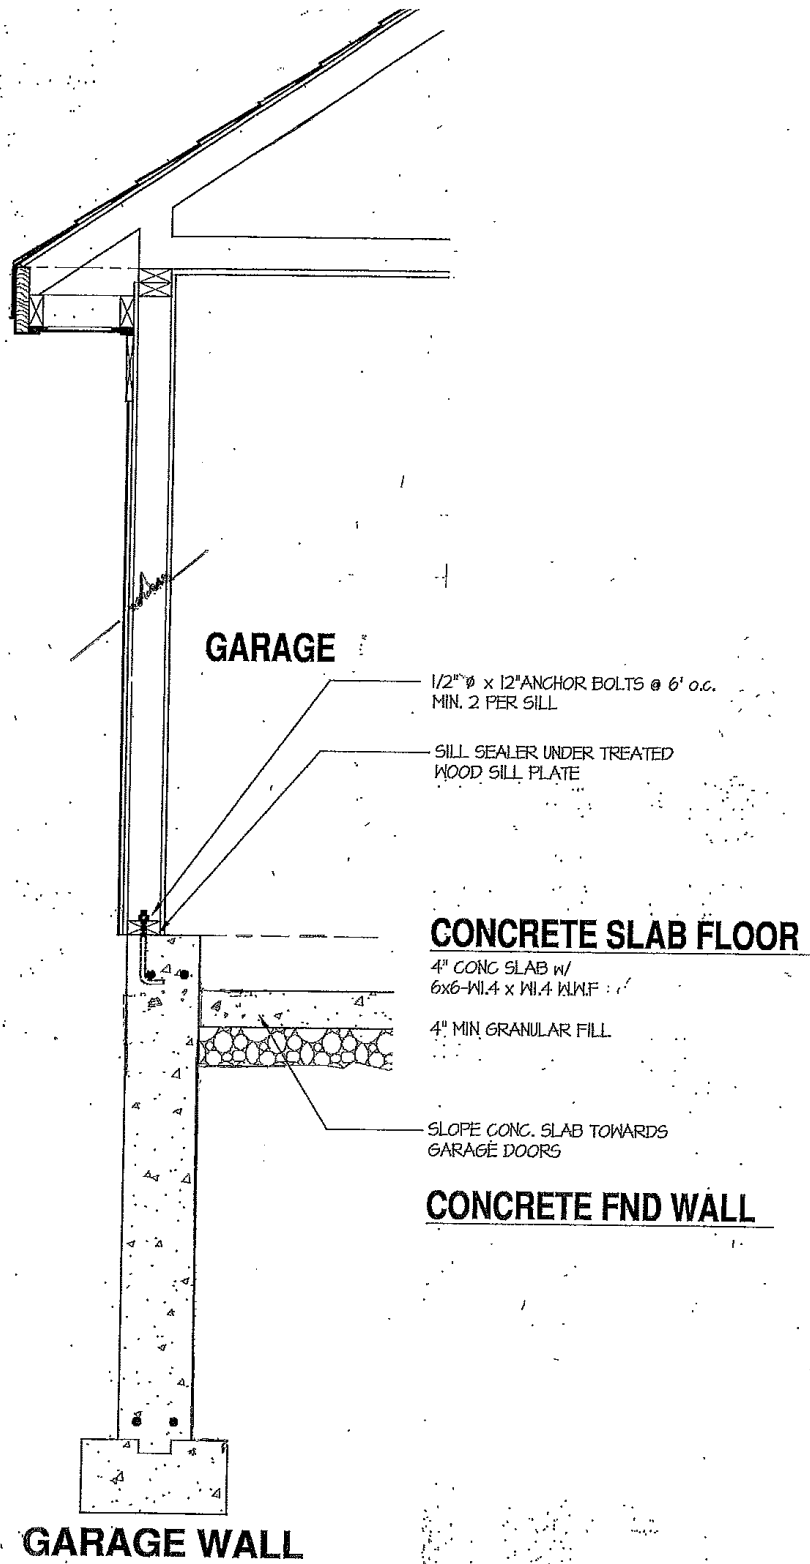 GARAGE
1/2" Ø x 12" ANCHOR BOLTS @ 6' o.c.
MIN. 2 PER SILL
SILL SEALER UNDER TREATED
WOOD SILL PLATE
CONCRETE SLAB FLOOR
4" CONC SLAB w/
6x6-W1.4 x W1.4 W.W.F
4" MIN GRANULAR FILL
SLOPE CONC. SLAB TOWARDS
GARAGE DOORS
CONCRETE FND WALL
GARAGE WALL